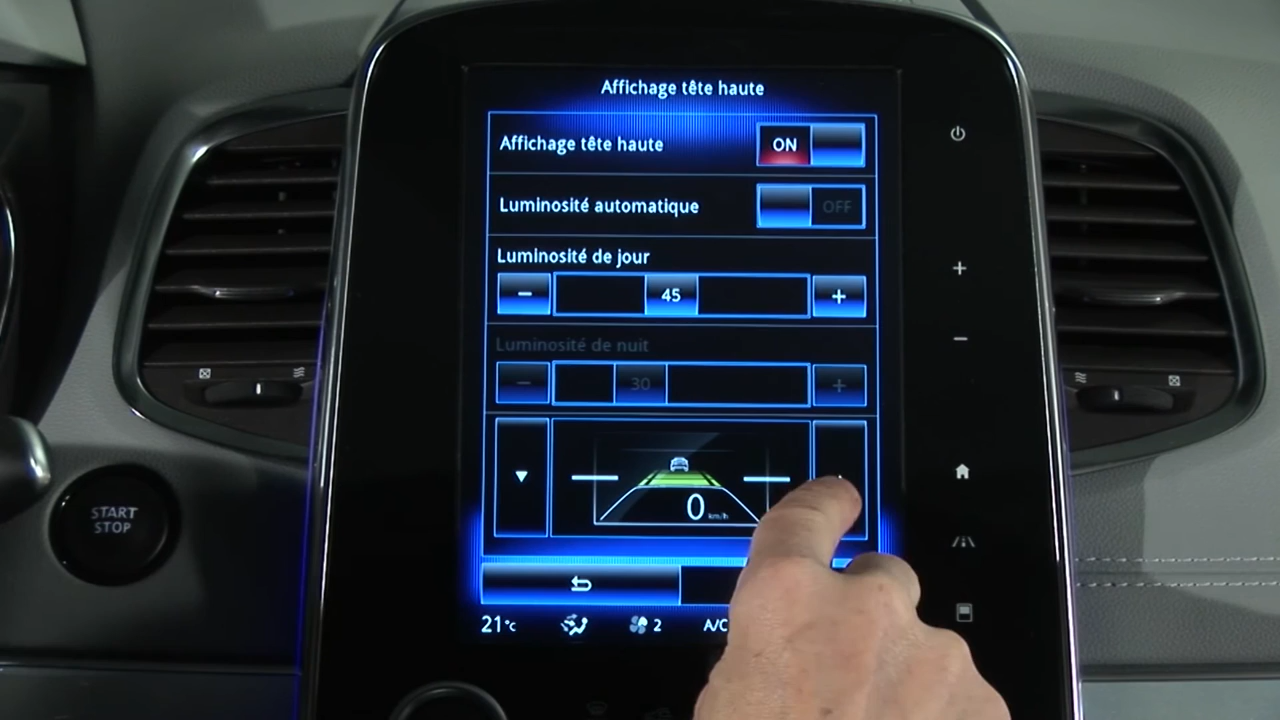 Affichage tête haute
Affichage tête haute ON
Luminosité automatique OFF
Luminosité de jour
- 45 +
Luminosité de nuit
- 30 +
0 km/h
START
STOP
21°C 2 A/C